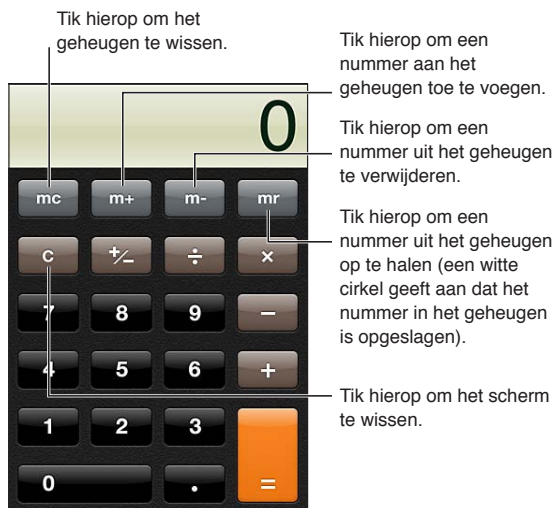 Tik hierop om het
geheugen te wissen.
Tik hierop om een
nummer aan het
geheugen toe te voegen.
Tik hierop om een
nummer uit het geheugen
te verwijderen.
Tik hierop om een
nummer uit het geheugen
op te halen (een witte
cirkel geeft aan dat het
nummer in het geheugen
is opgeslagen).
Tik hierop om het scherm
te wissen.
0
mc m+ m- mr
C +/- ÷ ×
7 8 9 −
4 5 6 +
1 2 3
0 . =